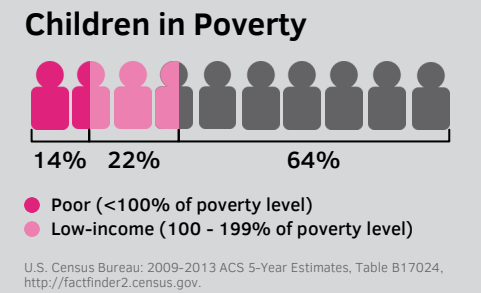 Children in Poverty
14% 22% 64%
Poor (<100% of poverty level)
Low-income (100 - 199% of poverty level)
U.S. Census Bureau: 2009-2013 ACS 5-Year Estimates, Table B17024,
http://factfinder2.census.gov.